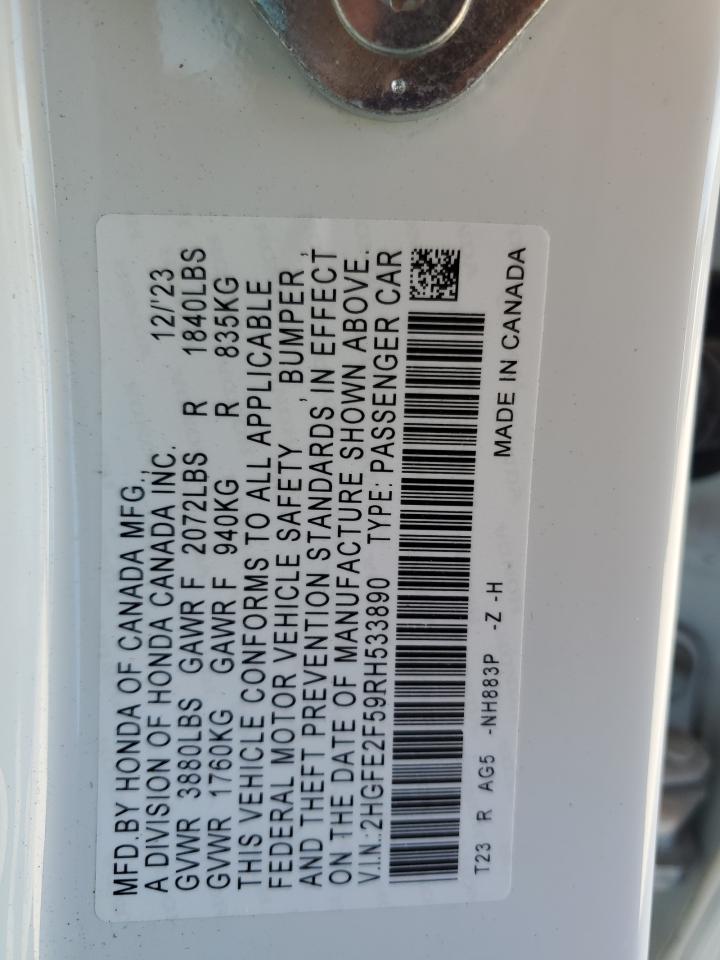 MFD.BY HONDA OF CANADA MFG.,
A DIVISION OF HONDA CANADA INC. 12/'23
GVWR 3880LBS GAWR F 2072LBS R 1840LBS
GVWR 1760KG GAWR F 940KG R 835KG
THIS VEHICLE CONFORMS TO ALL APPLICABLE
FEDERAL MOTOR VEHICLE SAFETY , BUMPER ,
AND THEFT PREVENTION STANDARDS IN EFFECT
ON THE DATE OF MANUFACTURE SHOWN ABOVE.
V.I.N.:2HGFE2F59RH533890 TYPE: PASSENGER CAR
T23 R AG5 -NH883P -Z -H
MADE IN CANADA